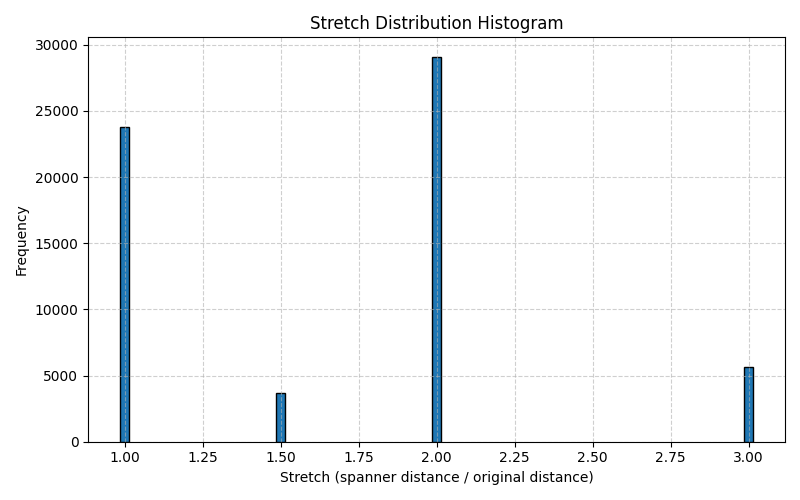 Stretch Distribution Histogram
30000
25000
20000
15000
10000
5000
0
Frequency
1.00 1.25 1.50 1.75 2.00 2.25 2.50 2.75 3.00
Stretch (spanner distance / original distance)